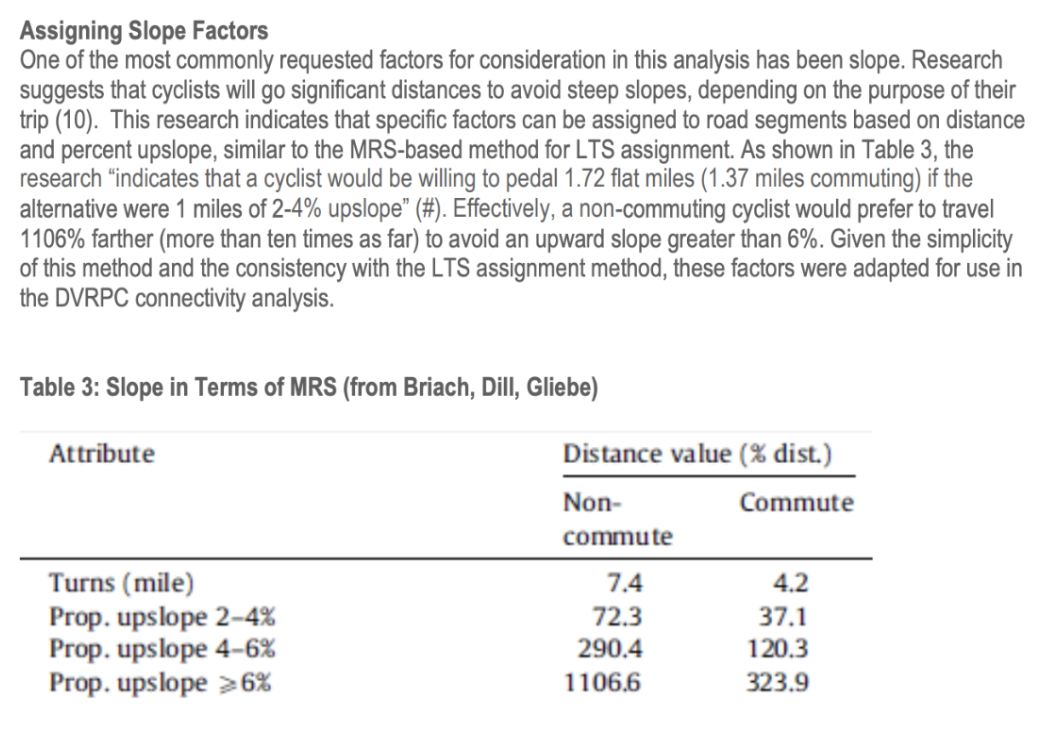 Assigning Slope Factors
One of the most commonly requested factors for consideration in this analysis has been slope. Research
suggests that cyclists will go significant distances to avoid steep slopes, depending on the purpose of their
trip (10).  This research indicates that specific factors can be assigned to road segments based on distance
and percent upslope, similar to the MRS-based method for LTS assignment. As shown in Table 3, the
research “indicates that a cyclist would be willing to pedal 1.72 flat miles (1.37 miles commuting) if the
alternative were 1 miles of 2-4% upslope” (#). Effectively, a non-commuting cyclist would prefer to travel
1106% farther (more than ten times as far) to avoid an upward slope greater than 6%. Given the simplicity
of this method and the consistency with the LTS assignment method, these factors were adapted for use in
the DVRPC connectivity analysis.
Table 3: Slope in Terms of MRS (from Briach, Dill, Gliebe)
Attribute Distance value (% dist.)
Non- Commute
commute
Turns (mile) 7.4 4.2
Prop. upslope 2–4% 72.3 37.1
Prop. upslope 4–6% 290.4 120.3
Prop. upslope ⩾6% 1106.6 323.9